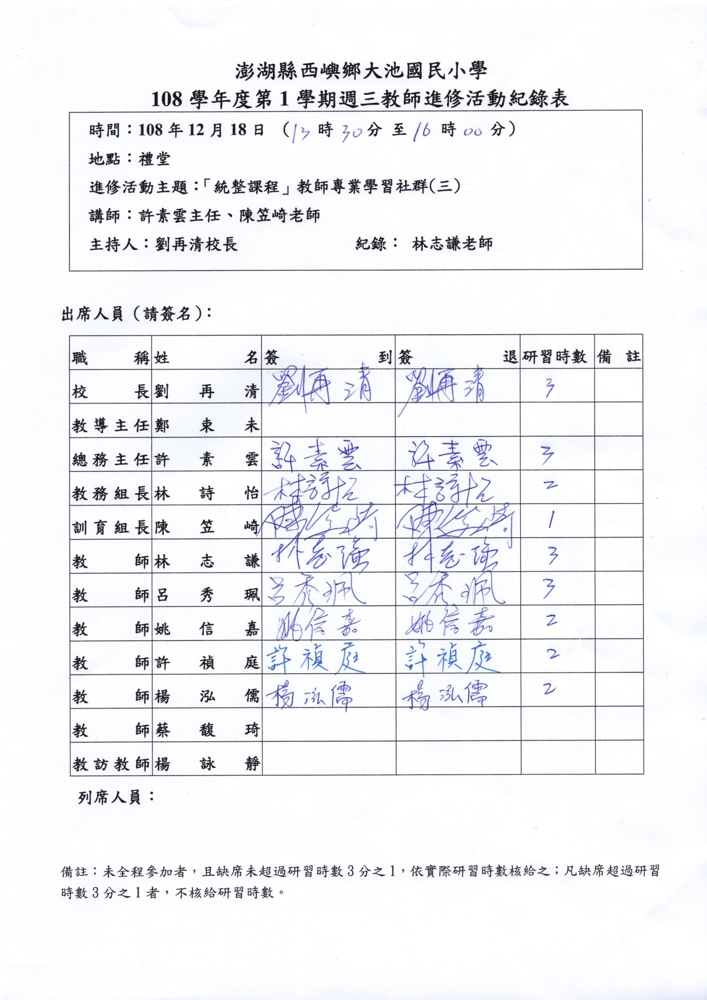 澎湖縣西嶼鄉大池國民小學
108 學年度第 1 學期週三教師進修活動紀錄表
時間：108 年 12 月 18 日 （13 時 30 分 至 16 時 00 分）
地點：禮堂
進修活動主題：「統整課程」教師專業學習社群(三)
講師：許素雲主任、陳笠崎老師
主持人：劉再清校長 紀錄： 林志謙老師
出席人員（請簽名）：
職稱 姓名 簽到 簽退 研習時數 備註
校長 劉再清 劉再清 劉再清 3
教導主任 鄭束未
總務主任 許素雲 許素雲 許素雲 3
教務組長 林詩怡 林詩怡 林詩怡 2
訓育組長 陳笠崎 陳笠崎 陳笠崎 1
教師 林志謙 林志謙 林志謙 3
教師 呂秀珮 呂秀珮 呂秀珮 3
教師 姚信嘉 姚信嘉 姚信嘉 2
教師 許禎庭 許禎庭 許禎庭 2
教師 楊泓儒 楊泓儒 楊泓儒 2
教師 蔡馥琦
教訪教師 楊詠靜
列席人員：
備註：未全程參加者，且缺席未超過研習時數 3 分之 1，依實際研習時數核給之；凡缺席超過研習
時數 3 分之 1 者，不核給研習時數。